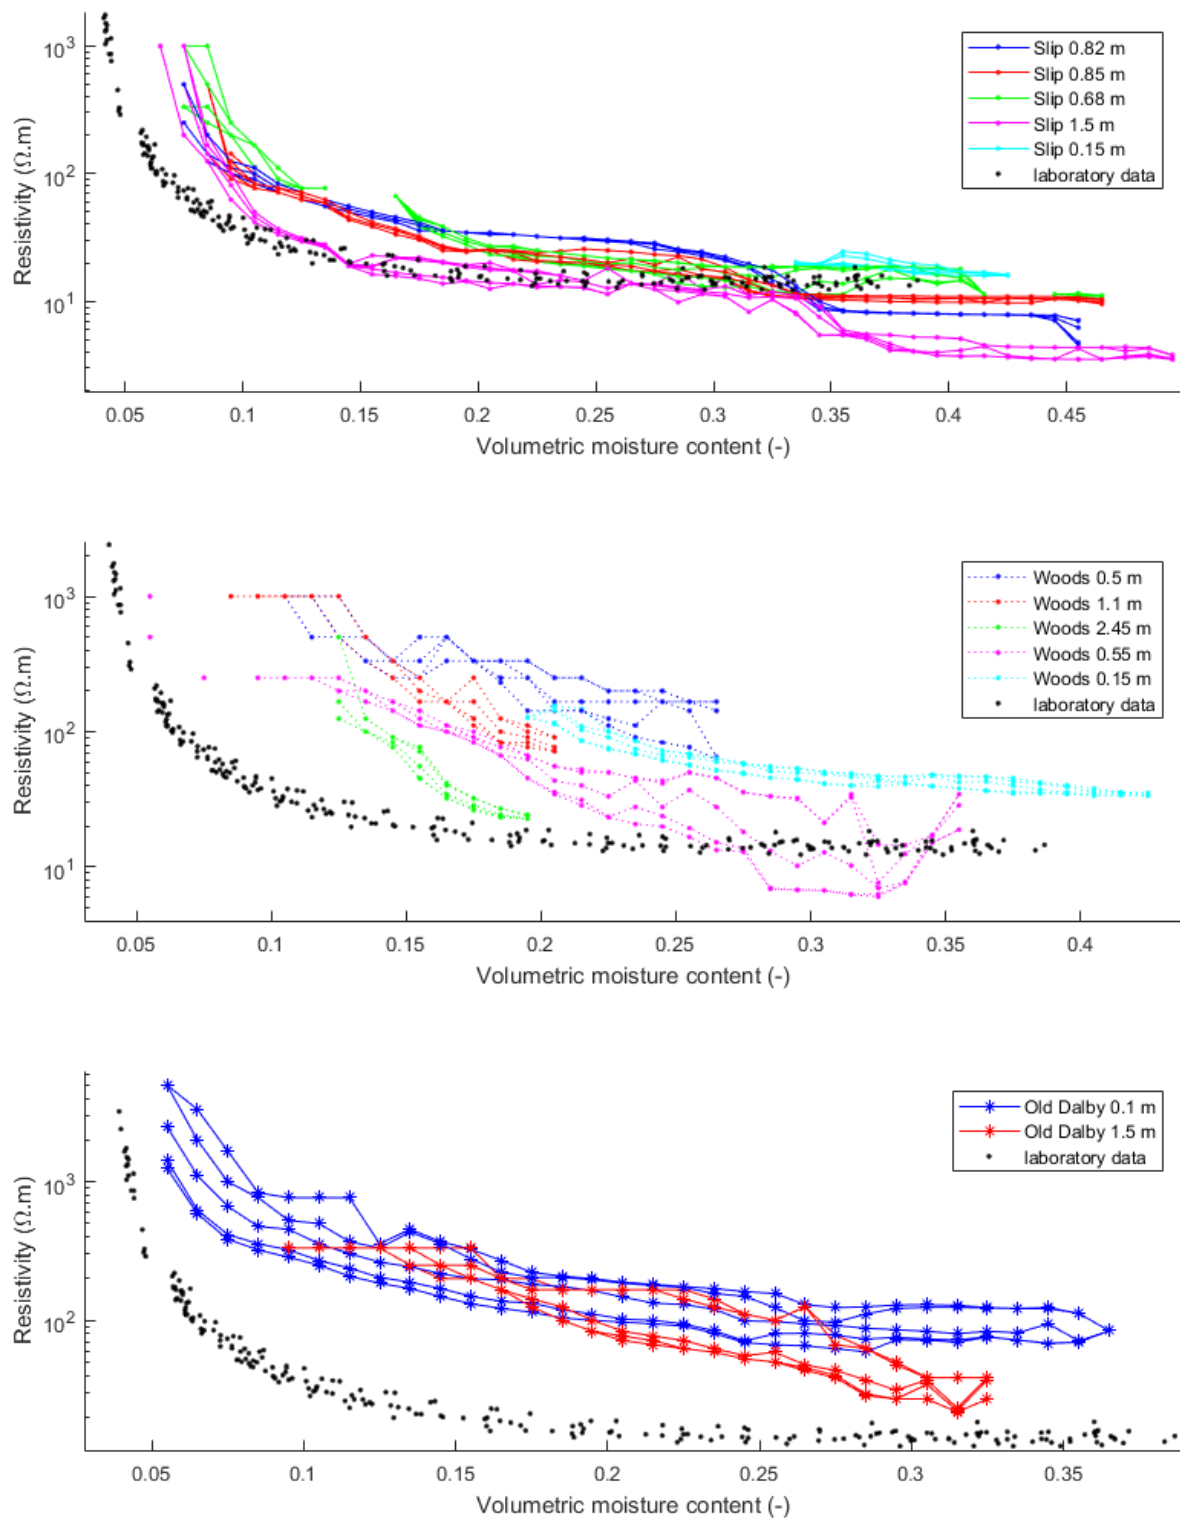 10³
10²
10¹
Resistivity (Ω.m)
Slip 0.82 m
Slip 0.85 m
Slip 0.68 m
Slip 1.5 m
Slip 0.15 m
laboratory data
0.05 0.1 0.15 0.2 0.25 0.3 0.35 0.4 0.45
Volumetric moisture content (-)
10³
10²
10¹
Resistivity (Ω.m)
Woods 0.5 m
Woods 1.1 m
Woods 2.45 m
Woods 0.55 m
Woods 0.15 m
laboratory data
0.05 0.1 0.15 0.2 0.25 0.3 0.35 0.4
Volumetric moisture content (-)
10³
10²
Resistivity (Ω.m)
Old Dalby 0.1 m
Old Dalby 1.5 m
laboratory data
0.05 0.1 0.15 0.2 0.25 0.3 0.35
Volumetric moisture content (-)